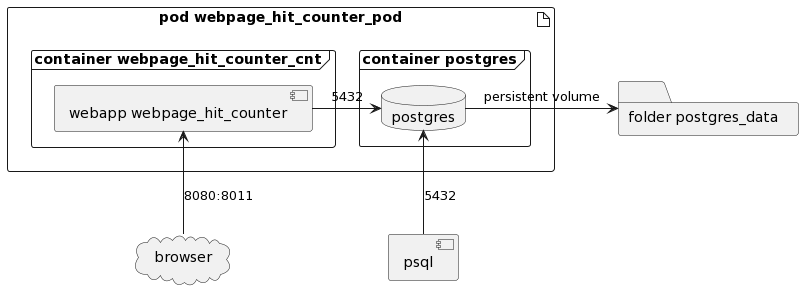 pod webpage_hit_counter_pod
container webpage_hit_counter_cnt
container postgres
webapp webpage_hit_counter
5432
postgres
persistent volume
folder postgres_data
8080:8011
5432
browser
psql